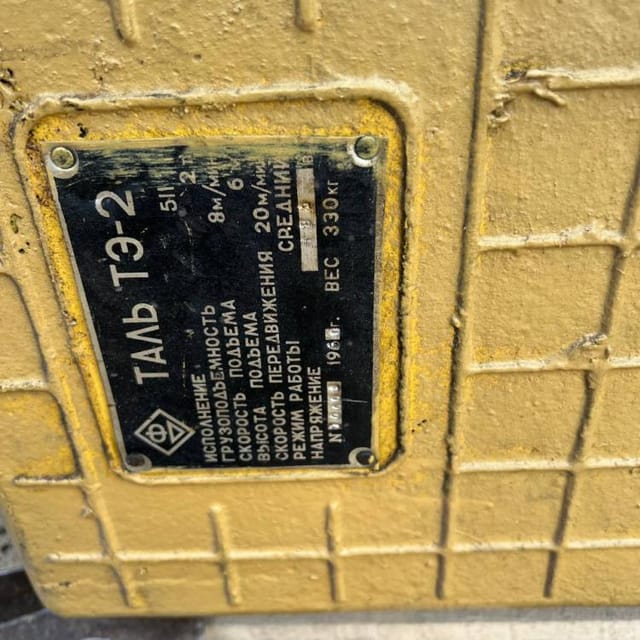 ТАЛЬ ТЭ-2
ИСПОЛНЕНИЕ
ГРУЗОПОДЪЕМНОСТЬ 2
СКОРОСТЬ ПОДЪЕМА 8м/мин
ВЫСОТА ПОДЪЕМА 6
СКОРОСТЬ ПЕРЕДВИЖЕНИЯ 20м/мин
РЕЖИМ РАБОТЫ СРЕДНИЙ
НАПРЯЖЕНИЕ
N ВЕС 330кг